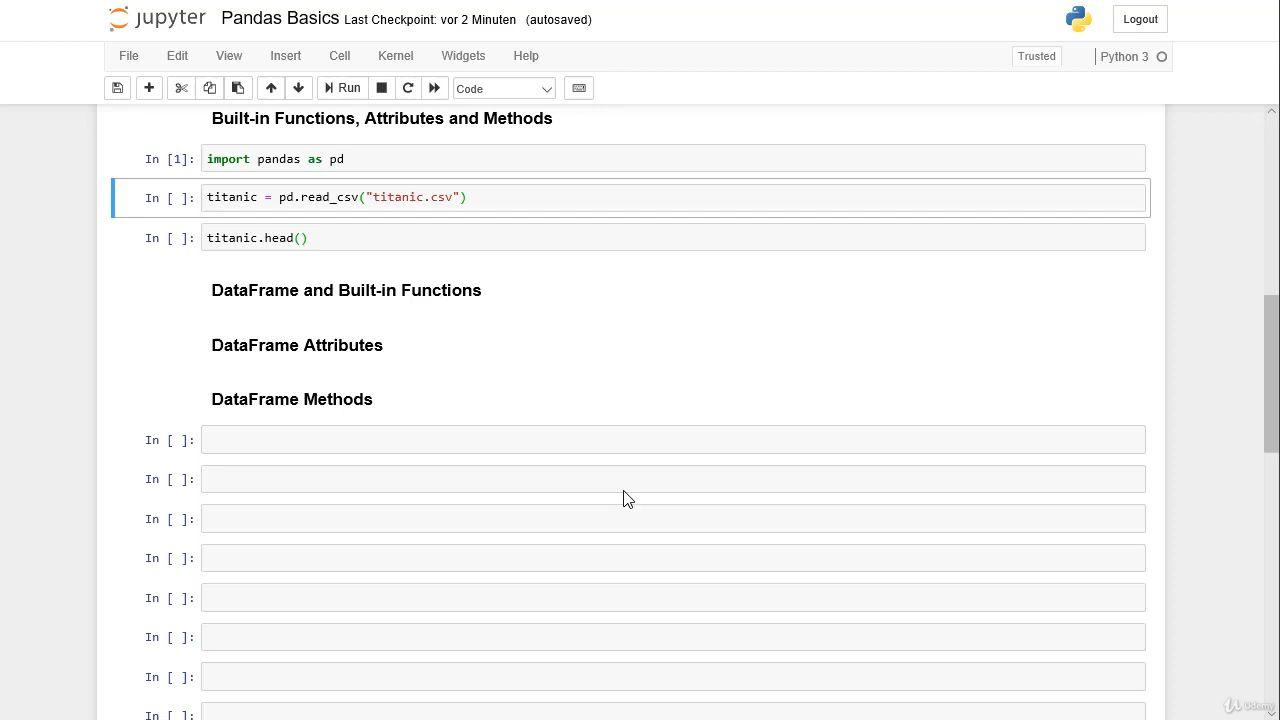 jupyter Pandas Basics Last Checkpoint: vor 2 Minuten (autosaved) Logout
File Edit View Insert Cell Kernel Widgets Help Trusted Python 3
Run Code
Built-in Functions, Attributes and Methods
In [1]: import pandas as pd
In [ ]: titanic = pd.read_csv("titanic.csv")
In [ ]: titanic.head()
DataFrame and Built-in Functions
DataFrame Attributes
DataFrame Methods
In [ ]:
In [ ]:
In [ ]:
In [ ]:
In [ ]:
In [ ]:
In [ ]:
In [ ]:
Udemy